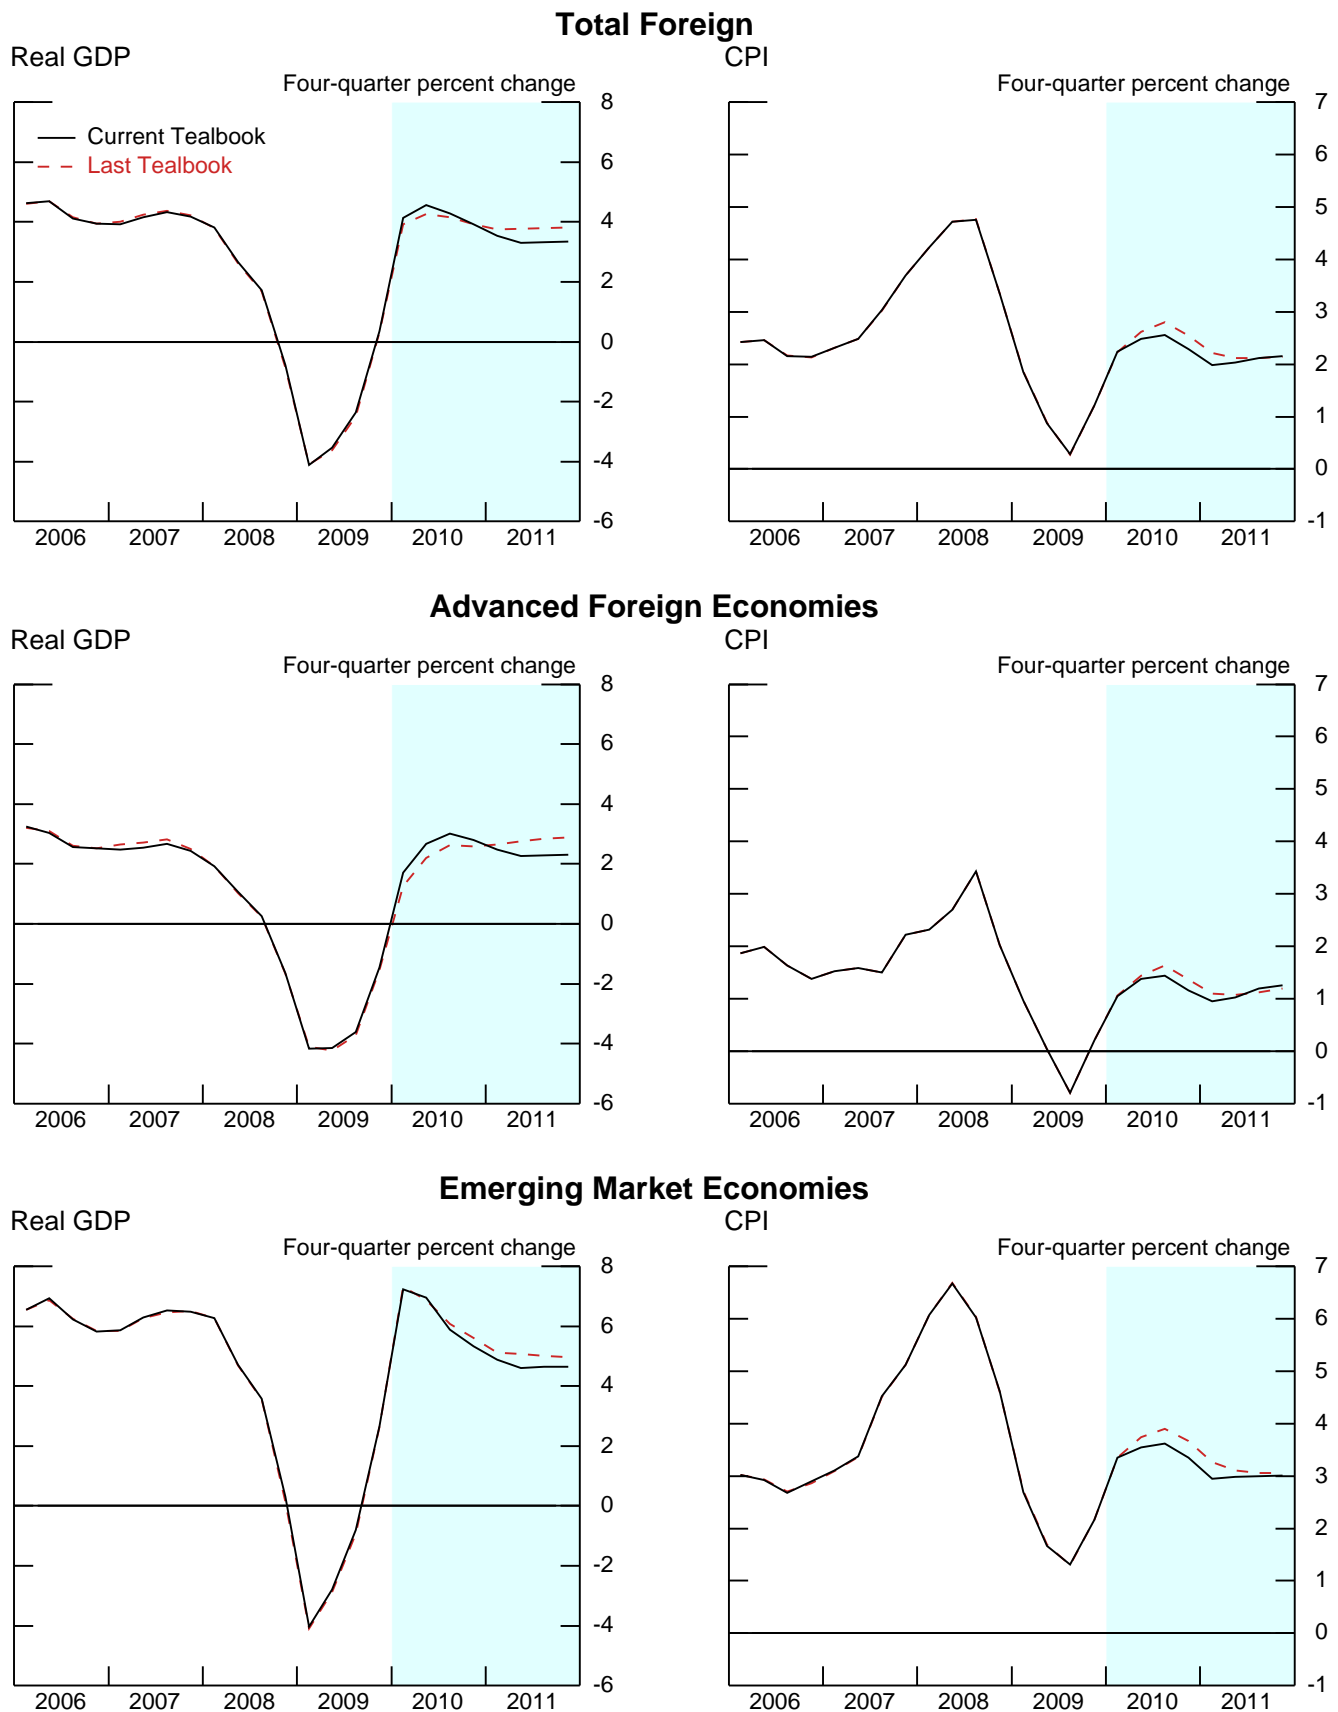 Total Foreign
Real GDP
Four-quarter percent change
Current Tealbook
Last Tealbook
8
6
4
2
0
-2
-4
-6
2006 2007 2008 2009 2010 2011
CPI
Four-quarter percent change
7
6
5
4
3
2
1
0
-1
2006 2007 2008 2009 2010 2011
Advanced Foreign Economies
Real GDP
Four-quarter percent change
8
6
4
2
0
-2
-4
-6
2006 2007 2008 2009 2010 2011
CPI
Four-quarter percent change
7
6
5
4
3
2
1
0
-1
2006 2007 2008 2009 2010 2011
Emerging Market Economies
Real GDP
Four-quarter percent change
8
6
4
2
0
-2
-4
-6
2006 2007 2008 2009 2010 2011
CPI
Four-quarter percent change
7
6
5
4
3
2
1
0
-1
2006 2007 2008 2009 2010 2011